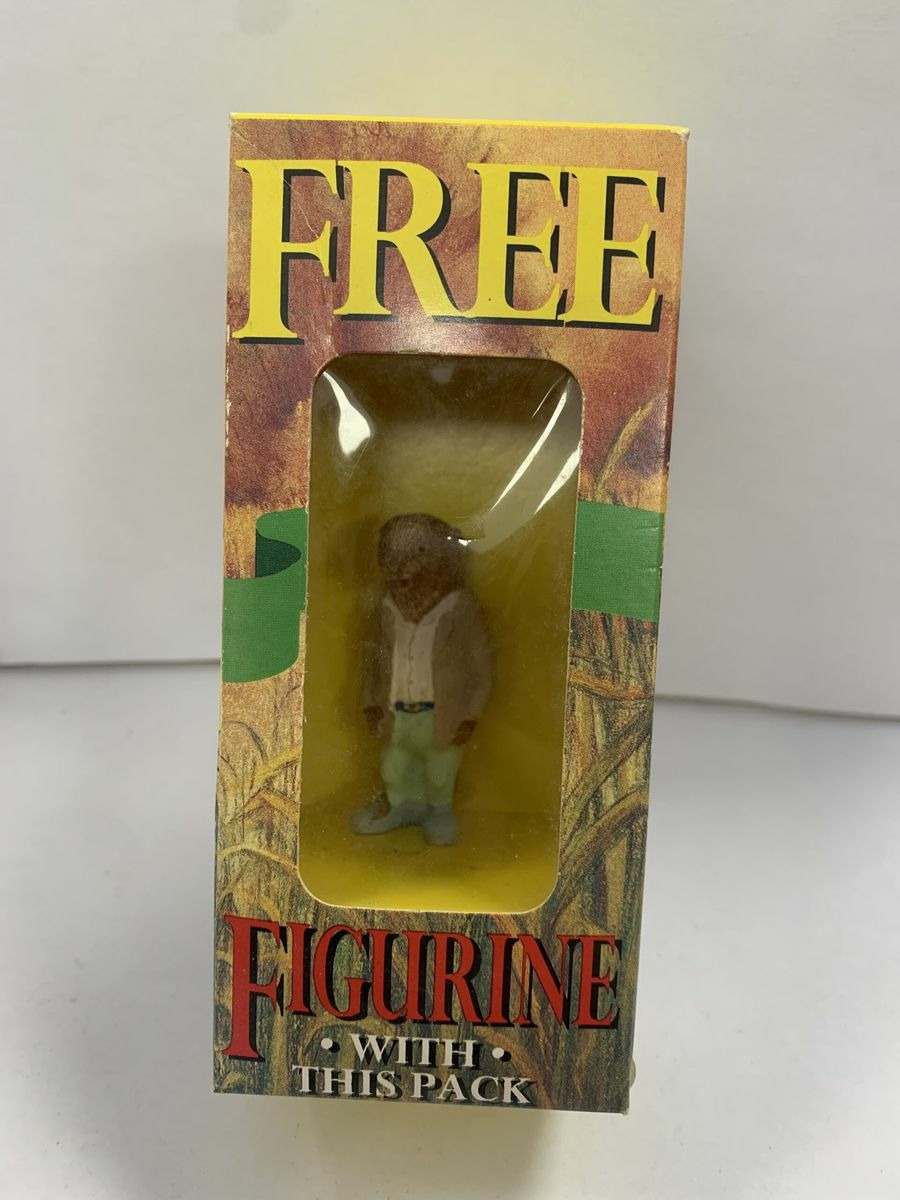 FREE
FIGURINE
• WITH •
THIS PACK